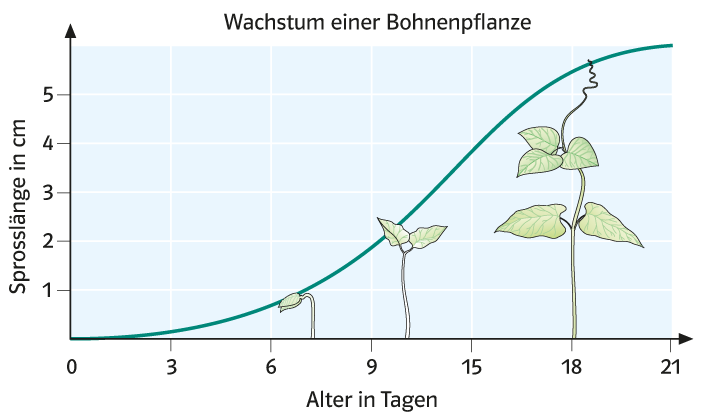 Wachstum einer Bohnenpflanze
Sprosslänge in cm
5
4
3
2
1
0 3 6 9 12 15 18 21
Alter in Tagen